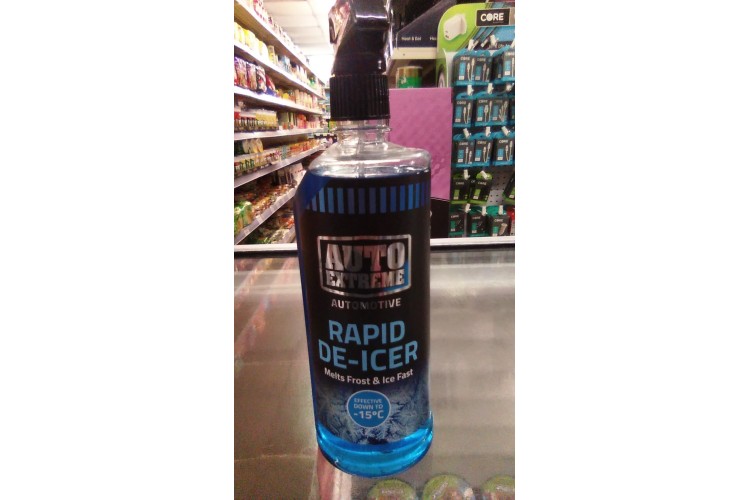 CORE
AUTO
EXTREME
AUTOMOTIVE
RAPID
DE-ICER
Melts Frost & Ice Fast
EFFECTIVE
DOWN TO
-15°C